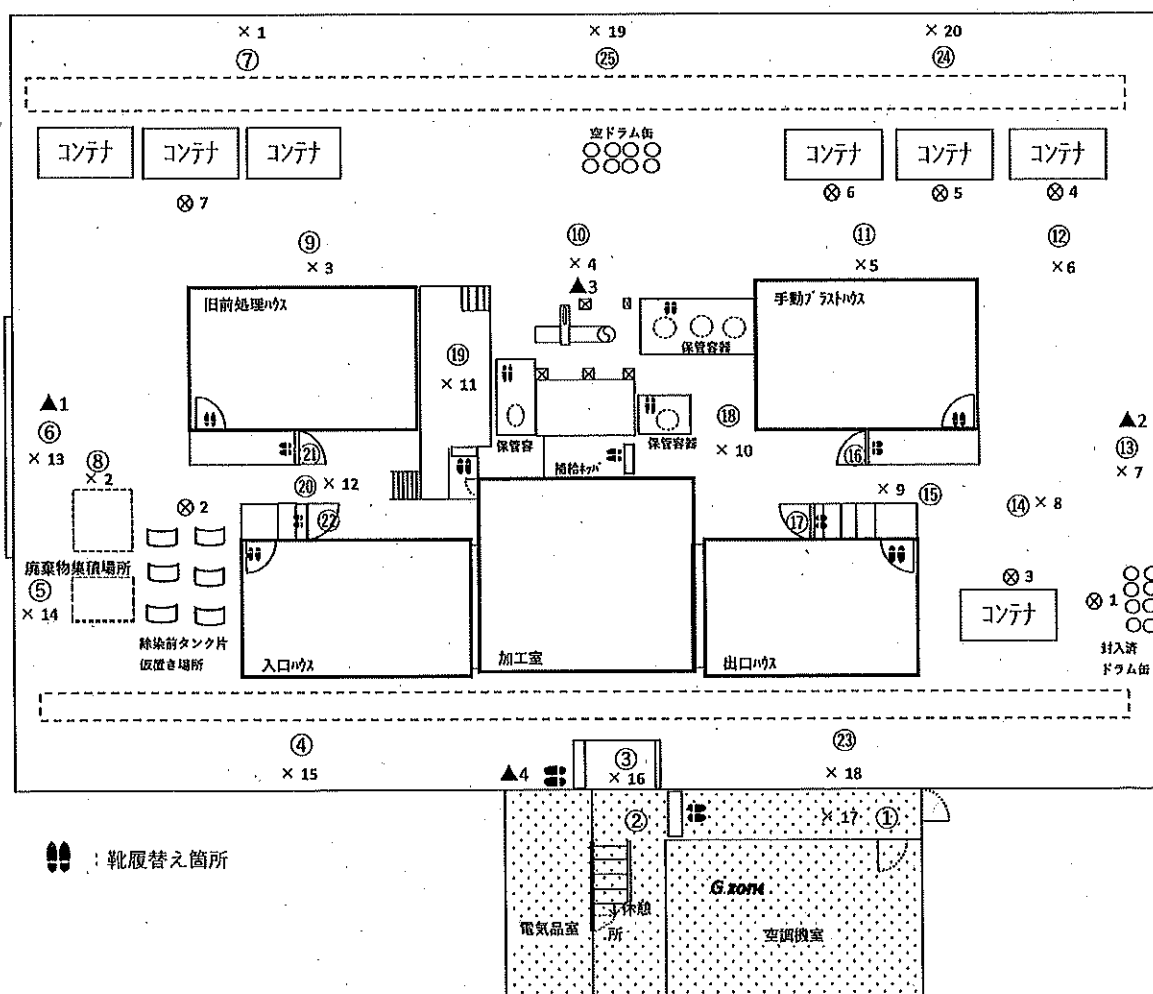 × 1 × 19 × 20
⑦ ㉕ ㉔
コンテナ コンテナ コンテナ 空ドラム缶 コンテナ コンテナ コンテナ
⊗ 7 ⊗ 6 ⊗ 5 ⊗ 4
⑨ ⑩ ⑪ ⑫
× 3 × 4 × 5 × 6
▲3
旧前処理ハウス 手動ブラストハウス
保管容器
⑲
× 11
▲1 ▲2
⑥ ⑱ ⑬
保管容 保管容器
× 13 ⑧ ㉑ × 10 ⑯ × 7
× 2
補給ホッパ
⑳ × 12 × 9 ⑮ ⑭ × 8
⊗ 2 ㉒ ⑰
廃棄物集積場所
⊗ 3
⑤ ⊗ 1
× 14 コンテナ
除染前タンク片
仮置き場所
封入済
ドラム缶
入口ハウス 加工室 出口ハウス
④ ③ ㉓
× 15 ▲4 × 16 × 18
② × 17 ①
: 靴履替え箇所
G zone
休憩
所
電気品室 空調機室